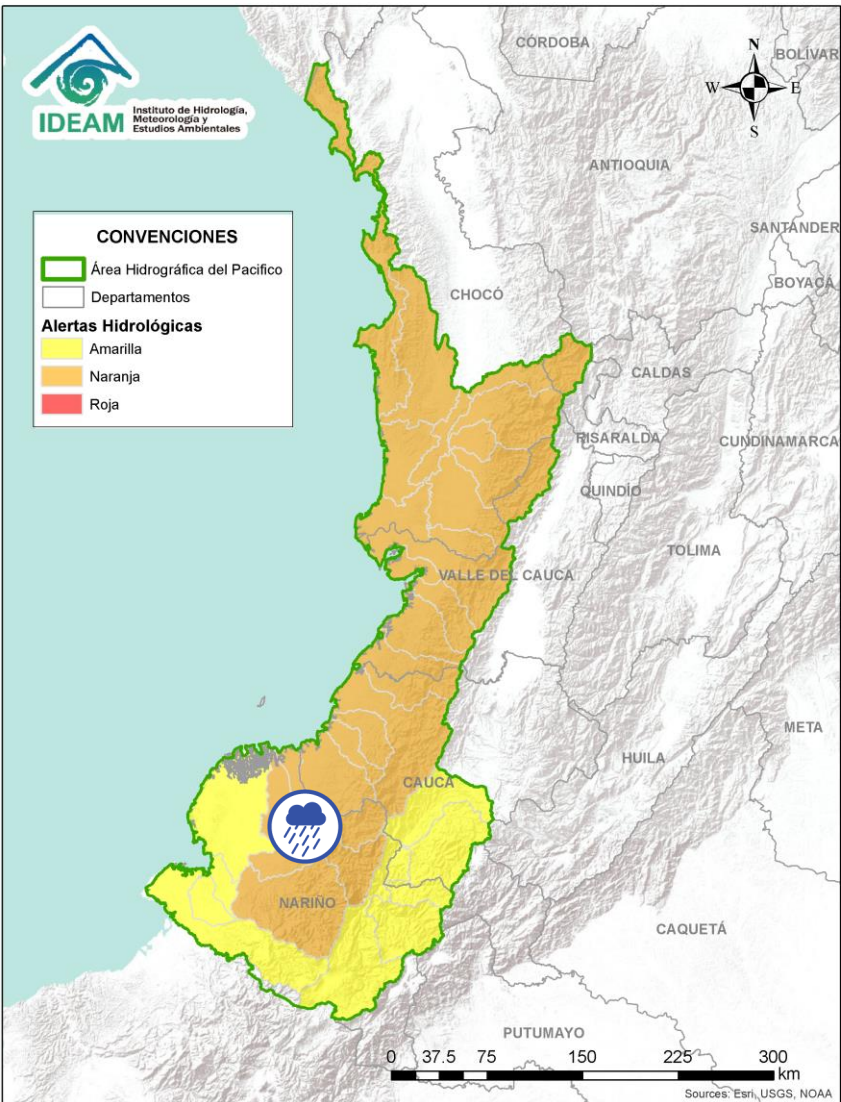 IDEAM
Instituto de Hidrología,
Meteorología y
Estudios Ambientales
N
W
E
S
CÓRDOBA
BOLIVAR
ANTIOQUIA
SANTANDER
BOYACÁ
CHOCÓ
CALDAS
RISARALDA
CUNDINAMARCA
QUINDÍO
TOLIMA
VALLE DEL CAUCA
META
HUILA
CAUCA
NARIÑO
CAQUETÁ
PUTUMAYO
CONVENCIONES
Área Hidrográfica del Pacifico
Departamentos
Alertas Hidrológicas
Amarilla
Naranja
Roja
0 37.5 75 150 225 300
km
Sources: Esri, USGS, NOAA